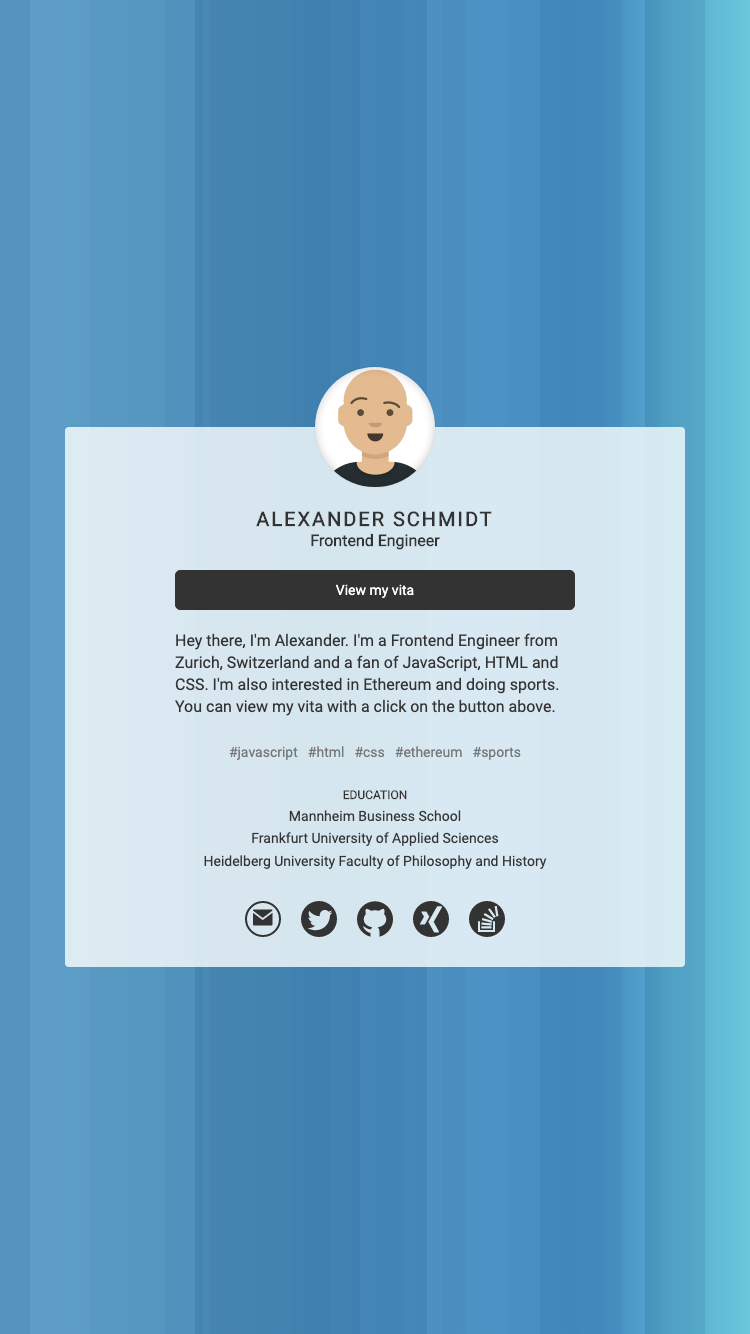 ALEXANDER SCHMIDT
Frontend Engineer
View my vita
Hey there, I'm Alexander. I'm a Frontend Engineer from
Zurich, Switzerland and a fan of JavaScript, HTML and
CSS. I'm also interested in Ethereum and doing sports.
You can view my vita with a click on the button above.
#javascript #html #css #ethereum #sports
EDUCATION
Mannheim Business School
Frankfurt University of Applied Sciences
Heidelberg University Faculty of Philosophy and History